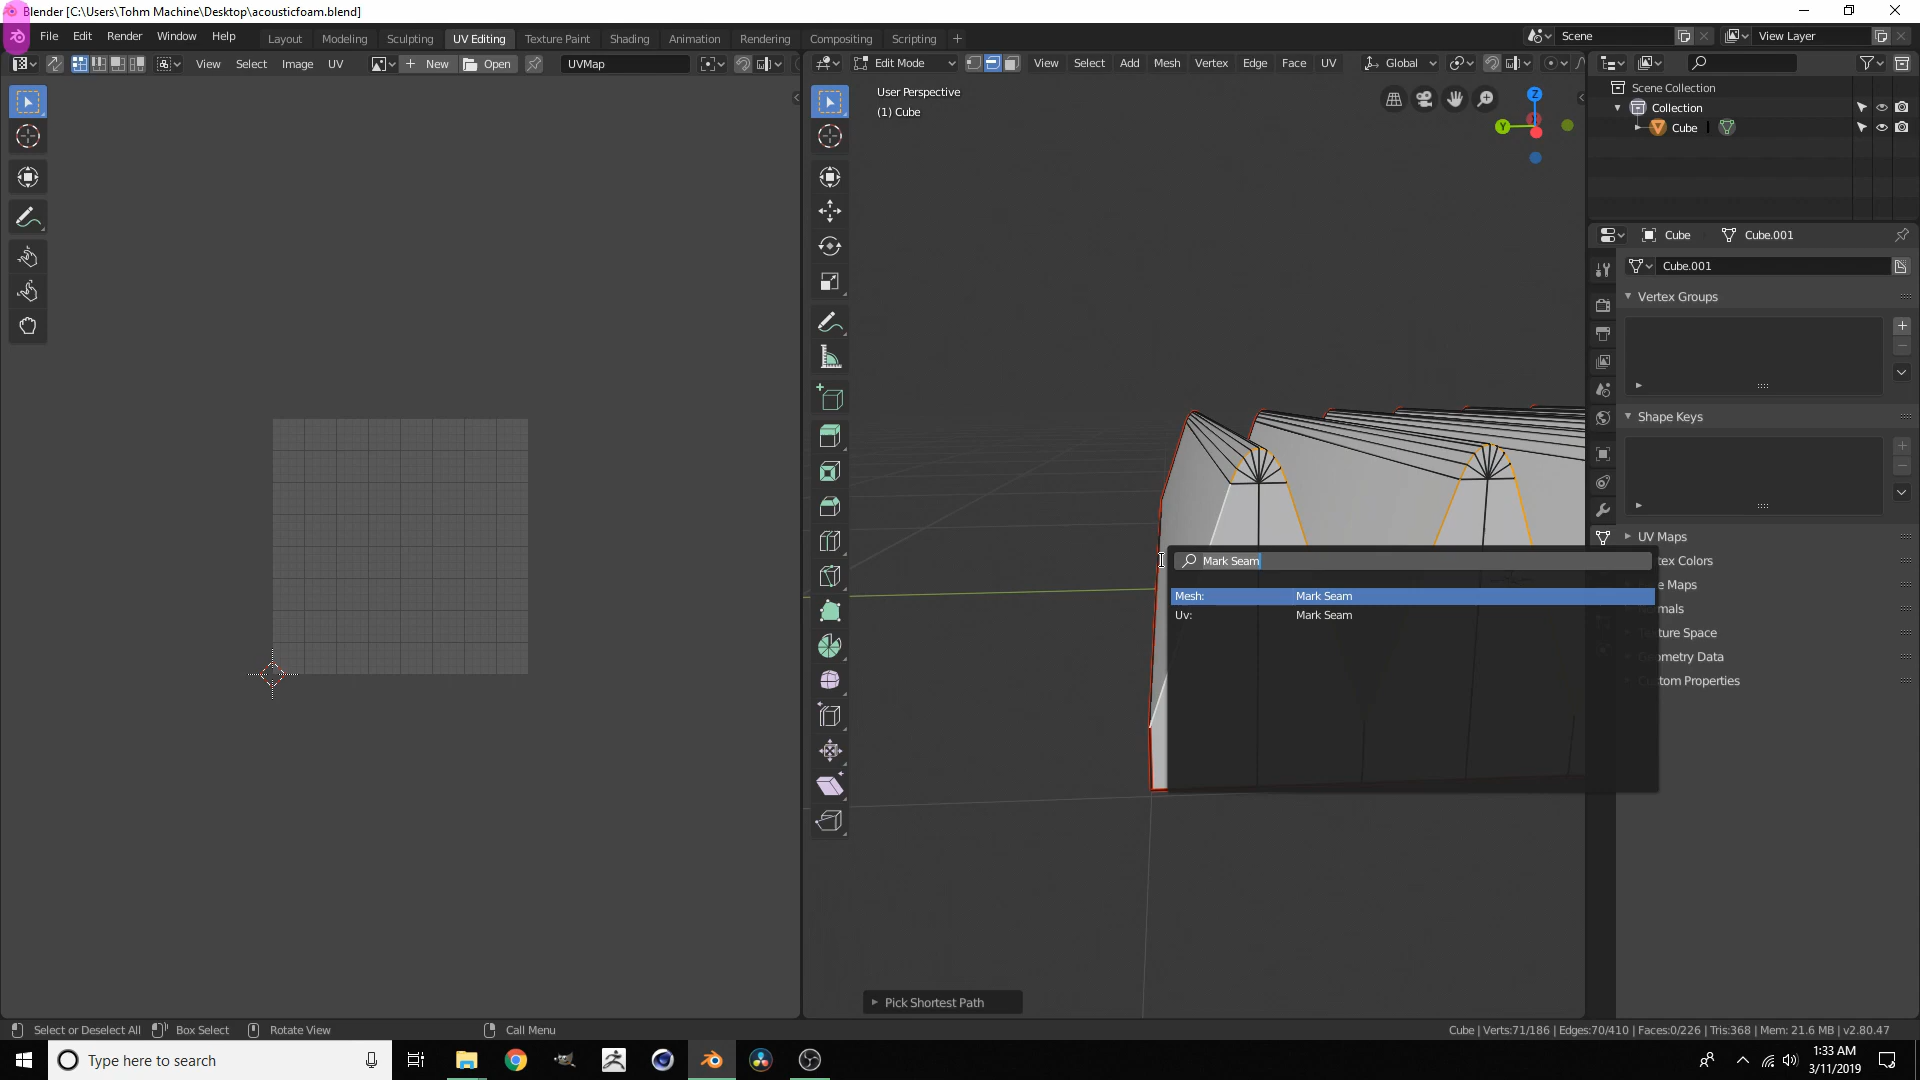 Blender [C:\Users\Tohm Machine\Desktop\acousticfoam.blend]
File Edit Render Window Help
Layout Modeling Sculpting UV Editing Texture Paint Shading Animation Rendering Compositing Scripting
Scene
View Layer
View Select Image UV
New
Open
UVMap
Edit Mode
View Select Add Mesh Vertex Edge Face UV
Global
User Perspective
(1) Cube
Z
Y
Scene Collection
Collection
Cube
Cube
Cube.001
Cube.001
Vertex Groups
Shape Keys
UV Maps
tex Colors
Maps
mals
ture Space
ometry Data
tom Properties
Mark Seam
Mesh: Mark Seam
Uv: Mark Seam
Pick Shortest Path
Select or Deselect All
Box Select
Rotate View
Call Menu
Cube | Verts:71/186 | Edges:70/410 | Faces:0/226 | Tris:368 | Mem: 21.6 MB | v2.80.47
Type here to search
1:33 AM
3/11/2019